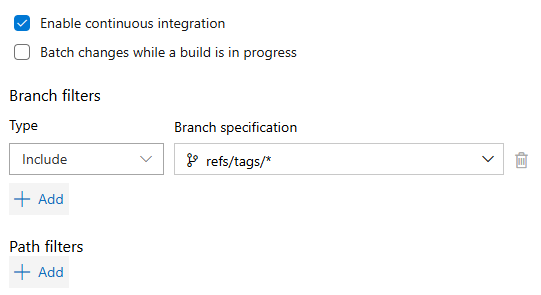 Enable continuous integration
Batch changes while a build is in progress
Branch filters
Type
Branch specification
Include
refs/tags/*
Add
Path filters
Add